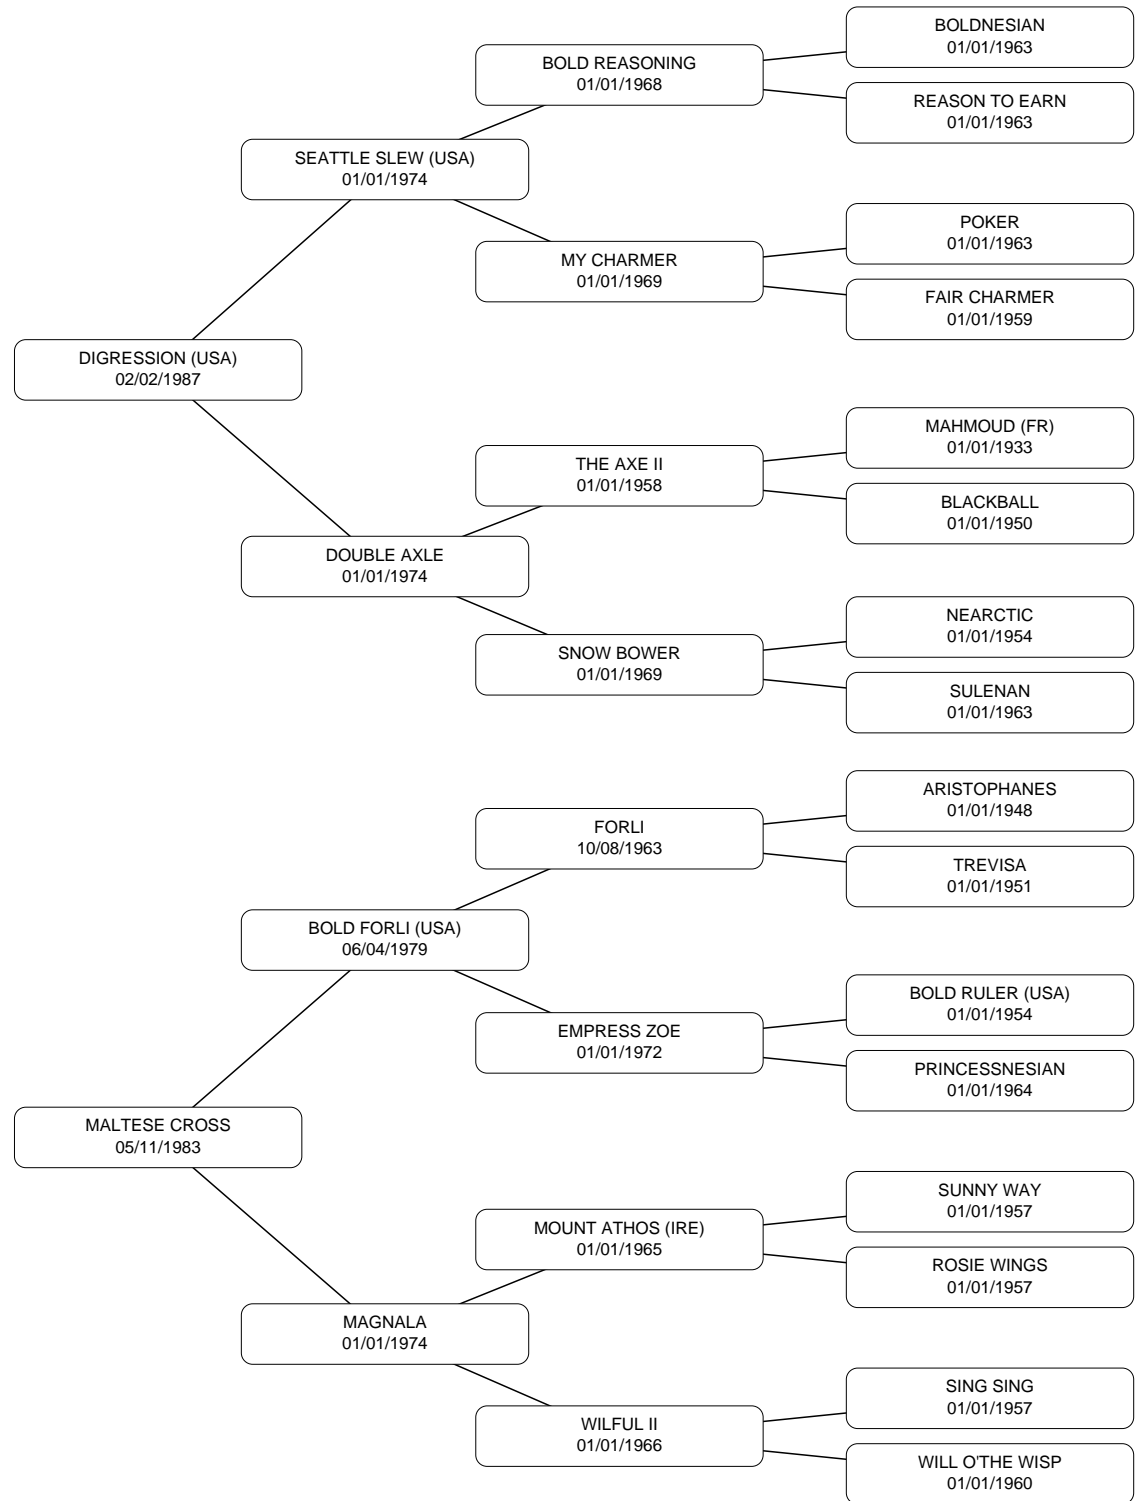 BOLDNESIAN
01/01/1963
BOLD REASONING
01/01/1968
REASON TO EARN
01/01/1963
SEATTLE SLEW (USA)
01/01/1974
POKER
01/01/1963
MY CHARMER
01/01/1969
FAIR CHARMER
01/01/1959
DIGRESSION (USA)
02/02/1987
MAHMOUD (FR)
01/01/1933
THE AXE II
01/01/1958
BLACKBALL
01/01/1950
DOUBLE AXLE
01/01/1974
NEARCTIC
01/01/1954
SNOW BOWER
01/01/1969
SULENAN
01/01/1963
ARISTOPHANES
01/01/1948
FORLI
10/08/1963
TREVISA
01/01/1951
BOLD FORLI (USA)
06/04/1979
BOLD RULER (USA)
01/01/1954
EMPRESS ZOE
01/01/1972
PRINCESSNESIAN
01/01/1964
MALTESE CROSS
05/11/1983
SUNNY WAY
01/01/1957
MOUNT ATHOS (IRE)
01/01/1965
ROSIE WINGS
01/01/1957
MAGNALA
01/01/1974
SING SING
01/01/1957
WILFUL II
01/01/1966
WILL O'THE WISP
01/01/1960